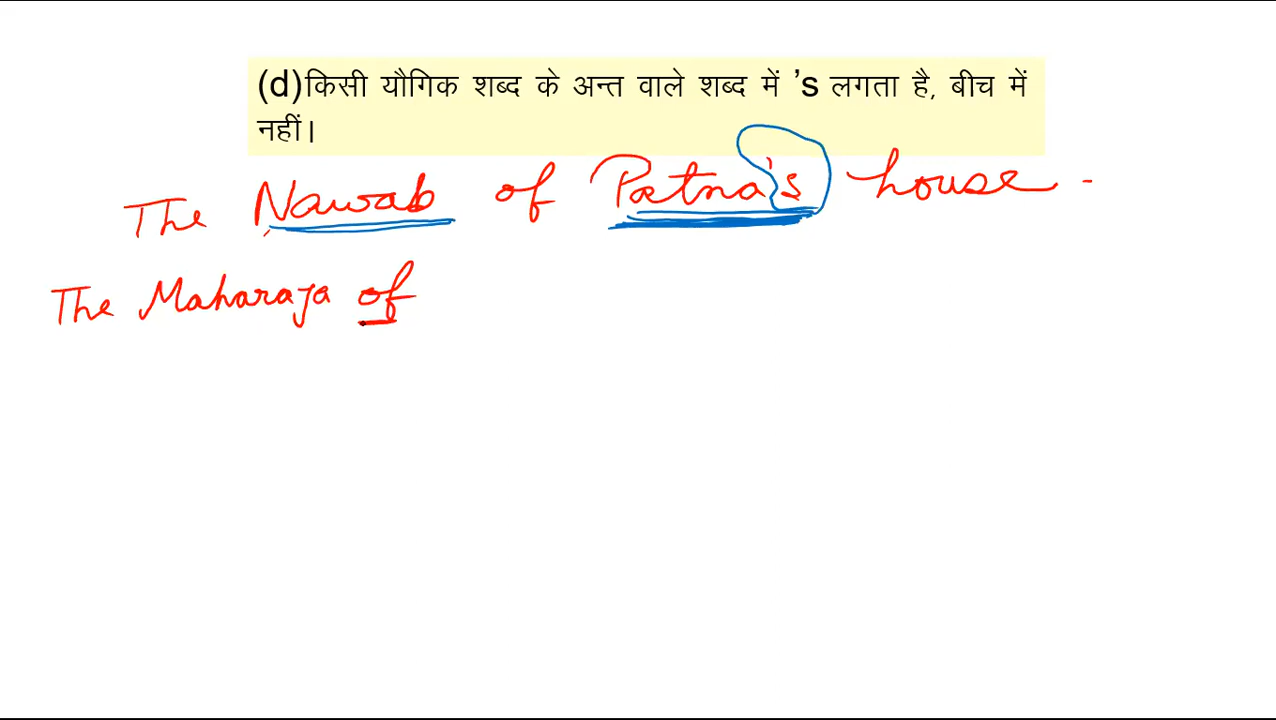 (d)किसी यौगिक शब्द के अन्त वाले शब्द में ’s लगता है, बीच में
नहीं।
The Nawab of Patna's house -
The Maharaja of